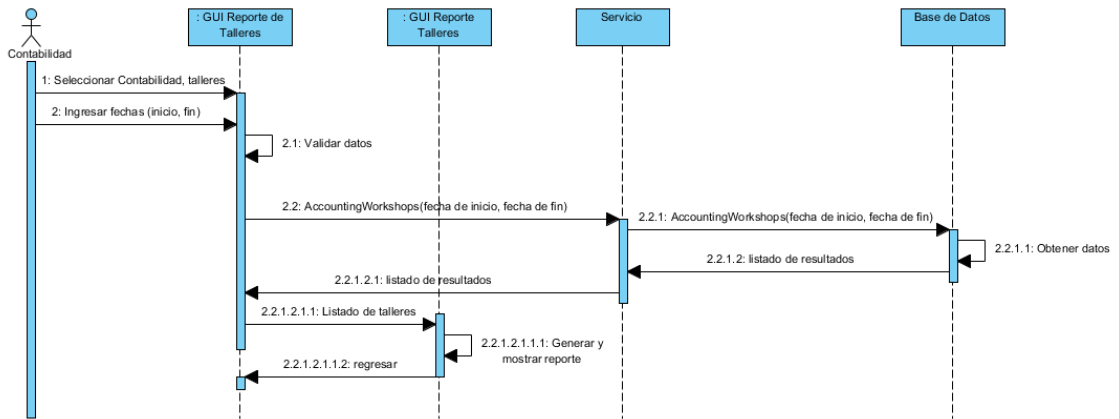 : GUI Reporte de
Talleres
: GUI Reporte
Talleres
Servicio
Base de Datos
Contabilidad
1: Seleccionar Contabilidad, talleres
2: Ingresar fechas (inicio, fin)
2.1: Validar datos
2.2: AccountingWorkshops(fecha de inicio, fecha de fin)
2.2.1: AccountingWorkshops(fecha de inicio, fecha de fin)
2.2.1.1: Obtener datos
2.2.1.2: listado de resultados
2.2.1.2.1: listado de resultados
2.2.1.2.1.1: Listado de talleres
2.2.1.2.1.1.1: Generar y
mostrar reporte
2.2.1.2.1.1.2: regresar